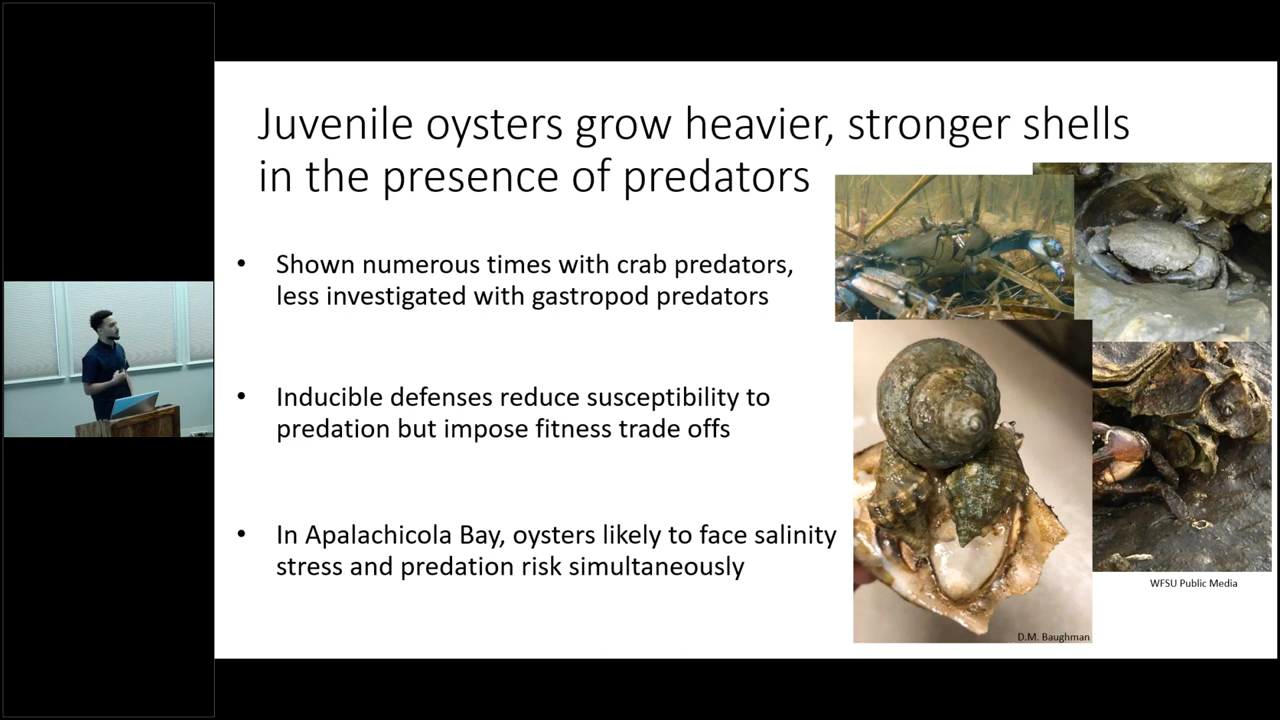 Juvenile oysters grow heavier, stronger shells
in the presence of predators
• Shown numerous times with crab predators,
less investigated with gastropod predators
• Inducible defenses reduce susceptibility to
predation but impose fitness trade offs
• In Apalachicola Bay, oysters likely to face salinity
stress and predation risk simultaneously
WFSU Public Media
D.M. Baughman